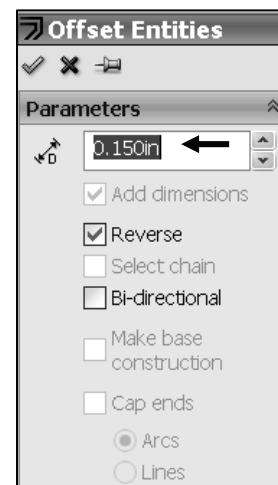 Offset Entities
Parameters
D
0.150in
Add dimensions
Reverse
Select chain
Bi-directional
Make base
construction
Cap ends
Arcs
Lines